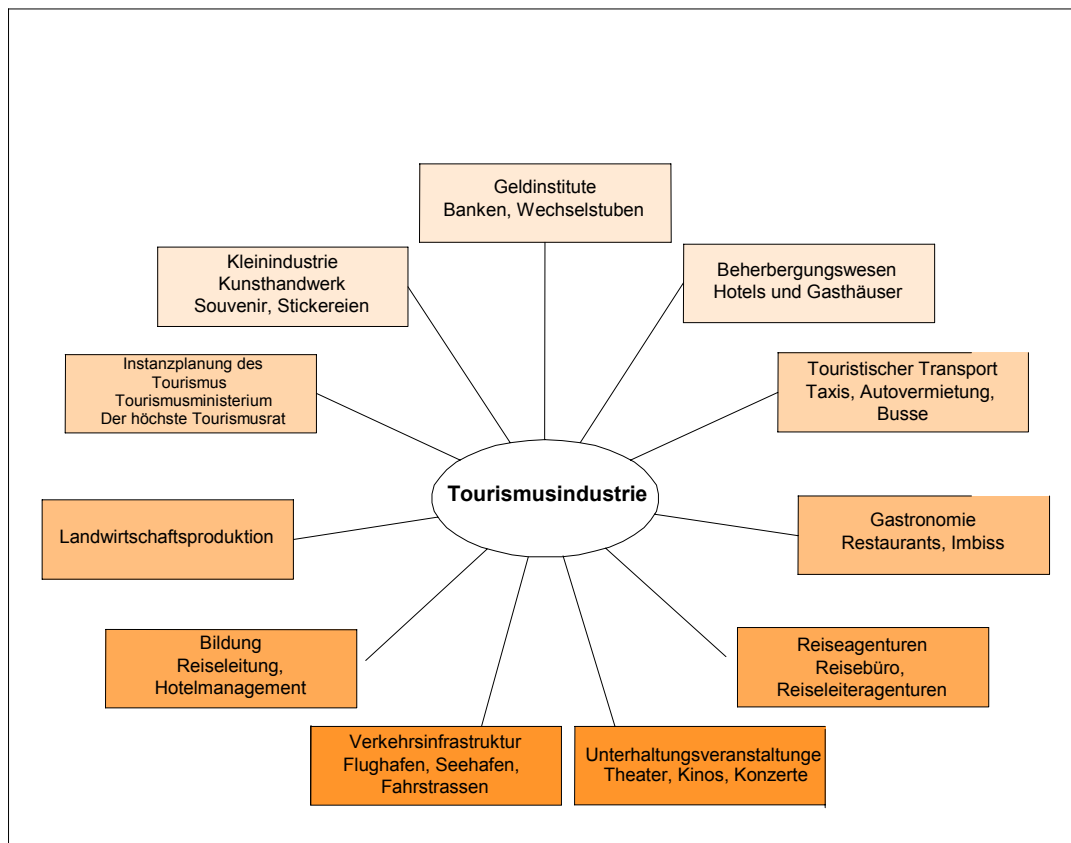 Geldinstitute
Banken, Wechselstuben
Kleinindustrie
Kunsthandwerk
Souvenir, Stickereien
Beherbergungswesen
Hotels und Gasthäuser
Instanzplanung des
Tourismus
Tourismusministerium
Der höchste Tourismusrat
Touristischer Transport
Taxis, Autovermietung,
Busse
Tourismusindustrie
Landwirtschaftsproduktion
Gastronomie
Restaurants, Imbiss
Bildung
Reiseleitung,
Hotelmanagement
Reiseagenturen
Reisebüro,
Reiseleiteragenturen
Verkehrsinfrastruktur
Flughafen, Seehafen,
Fahrstrassen
Unterhaltungsveranstaltunge
Theater, Kinos, Konzerte